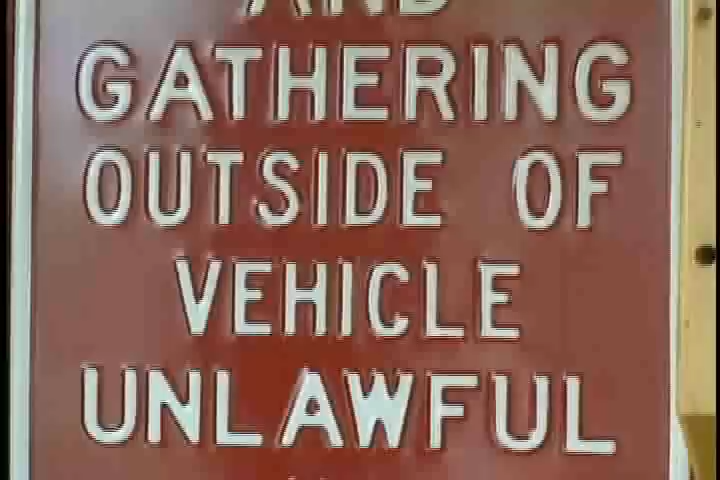 AND
GATHERING
OUTSIDE OF
VEHICLE
UNLAWFUL